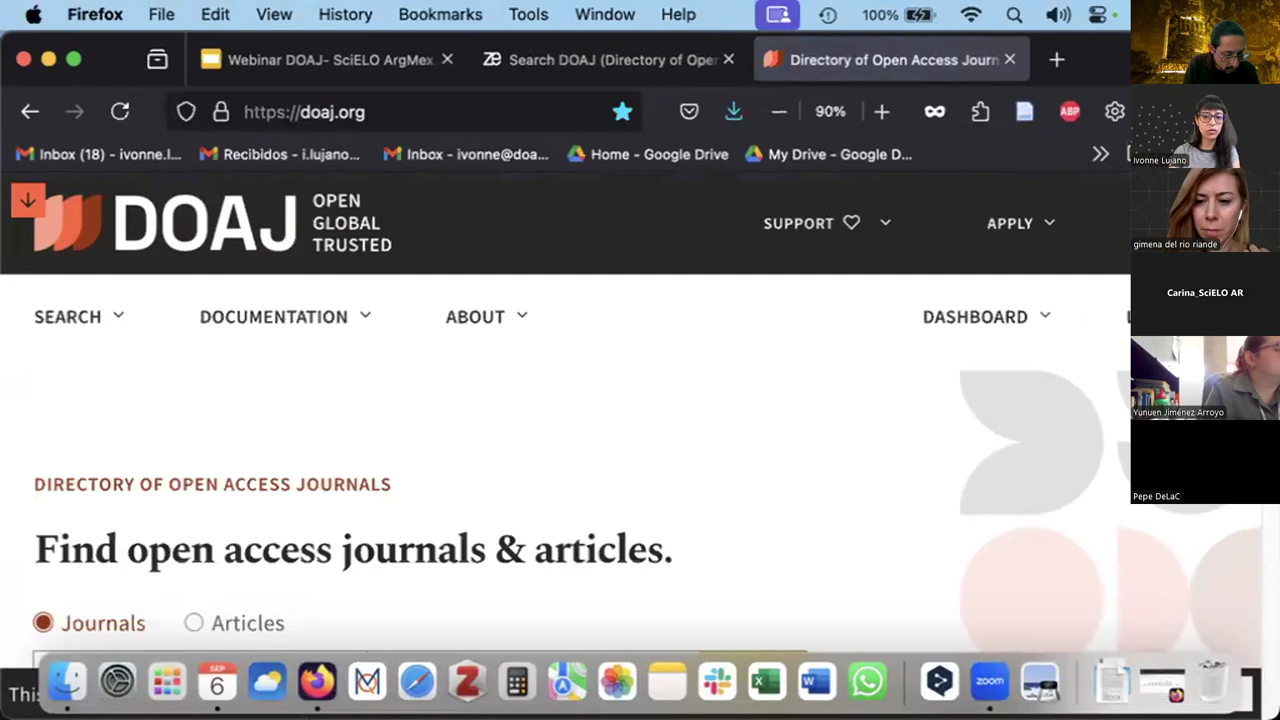 Firefox File Edit View History Bookmarks Tools Window Help 100%
Webinar DOAJ- SciELO ArgMex
Search DOAJ (Directory of Oper
Directory of Open Access Journ
https://doaj.org
90%
ABP
Inbox (18) - ivonne.l...
Recibidos - i.lujano...
Inbox - ivonne@doa...
Home - Google Drive
My Drive - Google D...
DOAJ
OPEN
GLOBAL
TRUSTED
SUPPORT
APPLY
SEARCH
DOCUMENTATION
ABOUT
DASHBOARD
DIRECTORY OF OPEN ACCESS JOURNALS
Find open access journals & articles.
Journals
Articles
This
SEP
6
zoom
DOCX
ivonne Lujano
gimena del rio riande
Carina_SciELO AR
Yunuen Jiménez Arroyo
Pepe DeLaC